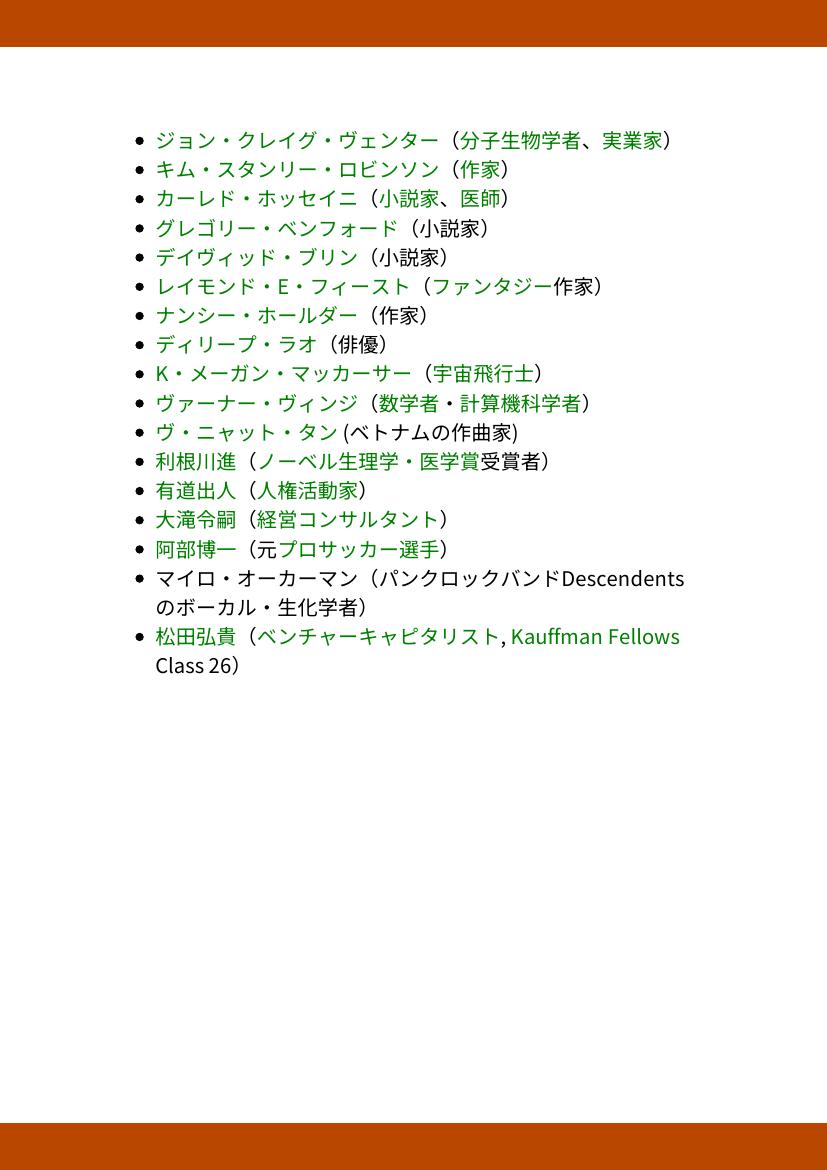 ジョン・クレイグ・ヴェンター（分子生物学者、実業家）
キム・スタンリー・ロビンソン（作家）
カーレド・ホッセイニ（小説家、医師）
グレゴリー・ベンフォード（小説家）
デイヴィッド・ブリン（小説家）
レイモンド・E・フィースト（ファンタジー作家）
ナンシー・ホールダー（作家）
ディリープ・ラオ（俳優）
K・メーガン・マッカーサー（宇宙飛行士）
ヴァーナー・ヴィンジ（数学者・計算機科学者）
ヴ・ニャット・タン (ベトナムの作曲家)
利根川進（ノーベル生理学・医学賞受賞者）
有道出人（人権活動家）
大滝令嗣（経営コンサルタント）
阿部博一（元プロサッカー選手）
マイロ・オーカーマン（パンクロックバンドDescendents
のボーカル・生化学者）
松田弘貴（ベンチャーキャピタリスト, Kauffman Fellows
Class 26）